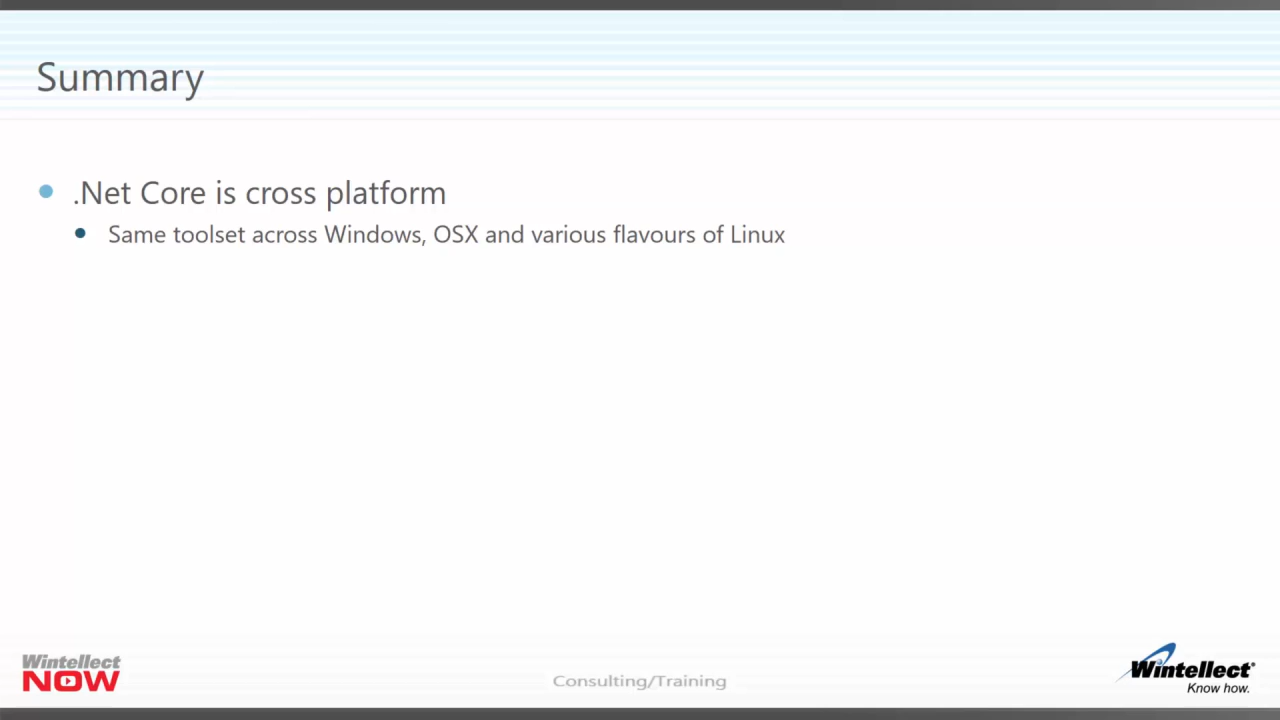 Summary
.Net Core is cross platform
Same toolset across Windows, OSX and various flavours of Linux
Wintellect
NOW
Consulting/Training
Wintellect®
Know how.